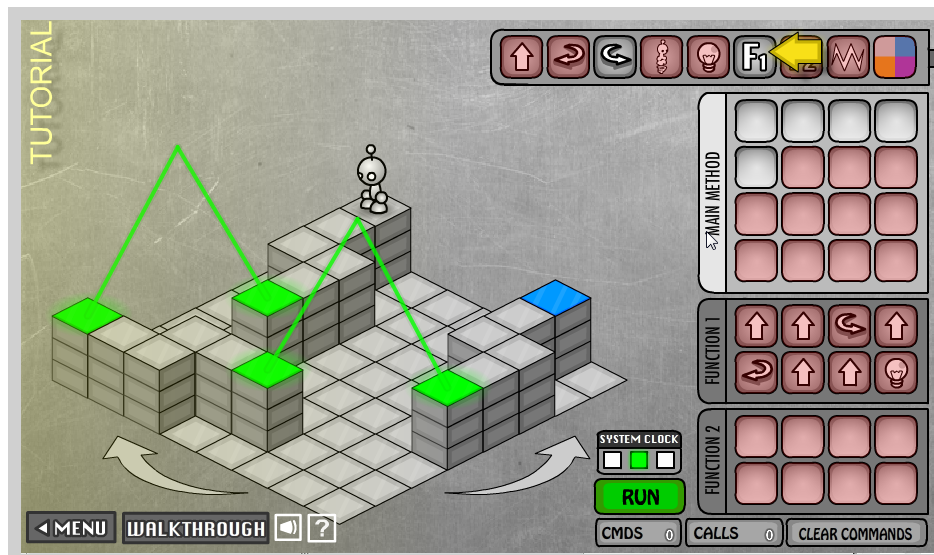 TUTORIAL
F1
MAIN METHOD
FUNCTION 1
FUNCTION 2
SYSTEM CLOCK
RUN
CMDS 0
CALLS 0
CLEAR COMMANDS
MENU
WALKTHROUGH
?